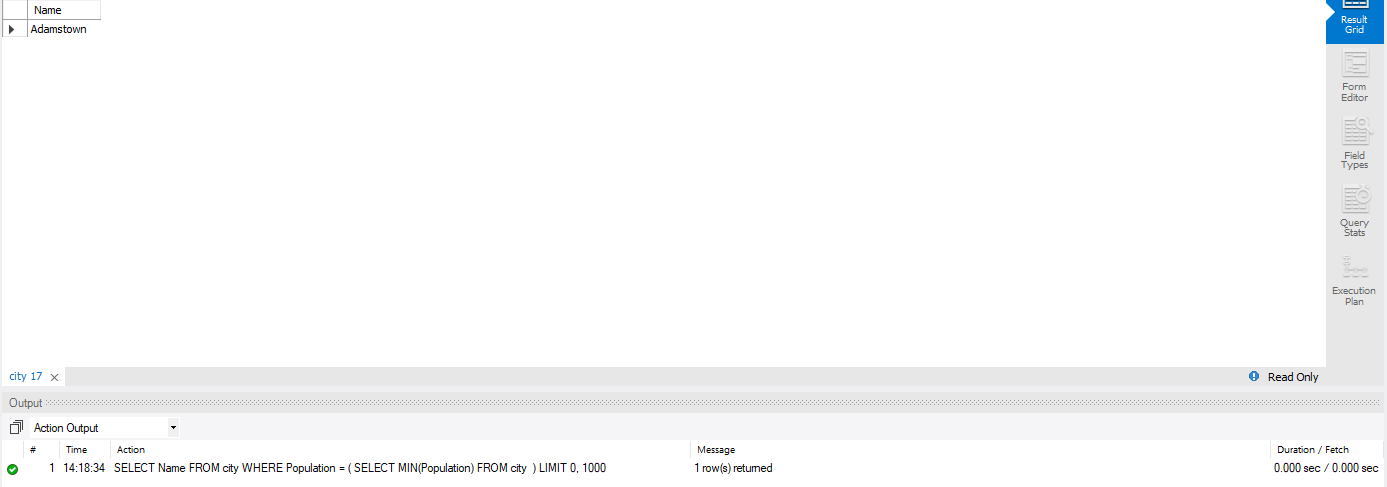 Name
Adamstown
Result
Grid
Form
Editor
Field
Types
Query
Stats
Execution
Plan
city 17
Read Only
Output
Action Output
# Time Action Message Duration / Fetch
1 14:18:34 SELECT Name FROM city WHERE Population = ( SELECT MIN(Population) FROM city ) LIMIT 0, 1000 1 row(s) returned 0.000 sec / 0.000 sec